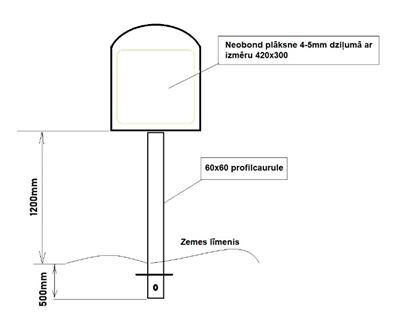 Neobond plāksne 4-5mm dziļumā ar
izmēru 420x300
60x60 profilcaurule
1200mm
Zemes līmenis
500mm